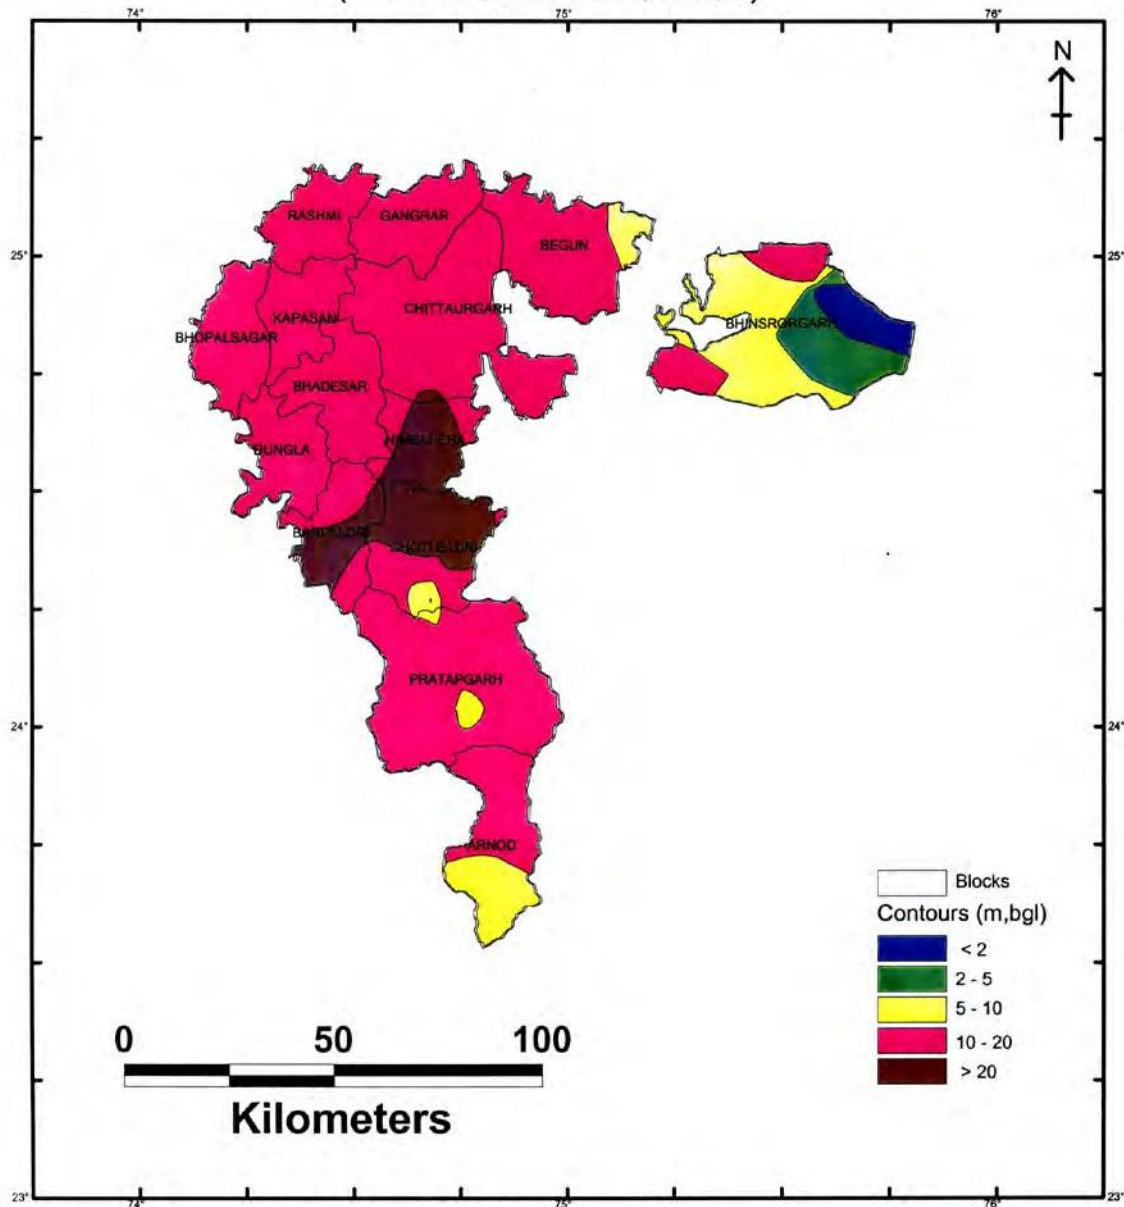 74°
75°
76°
N
RASHMI
GANGRAR
BEGUN
25°
25°
CHITTAURGARH
KAPASAN
BHOPALSAGAR
BHINSRORGARH
BHADESAR
NIMBAHERA
DUNGLA
PRATAPGARH
24°
24°
ARNOD
Blocks
Contours (m,bgl)
< 2
2 - 5
5 - 10
10 - 20
> 20
0 50 100
Kilometers
23°
23°
74°
75°
76°